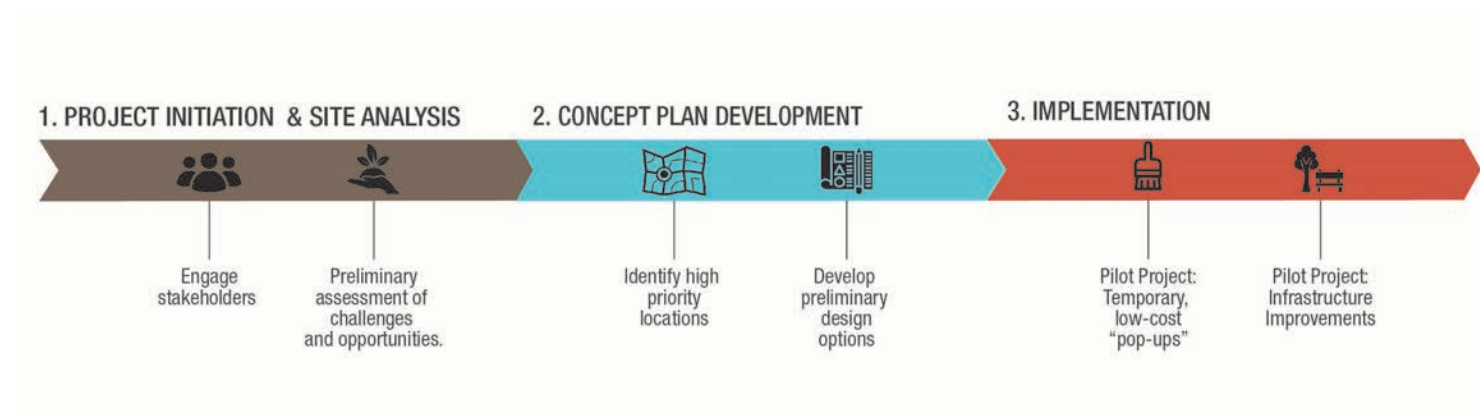 1. PROJECT INITIATION & SITE ANALYSIS
Engage
stakeholders
Preliminary
assessment of
challenges
and opportunities.
2. CONCEPT PLAN DEVELOPMENT
Identify high
priority
locations
Develop
preliminary
design
options
3. IMPLEMENTATION
Pilot Project:
Temporary,
low-cost
“pop-ups”
Pilot Project:
Infrastructure
Improvements